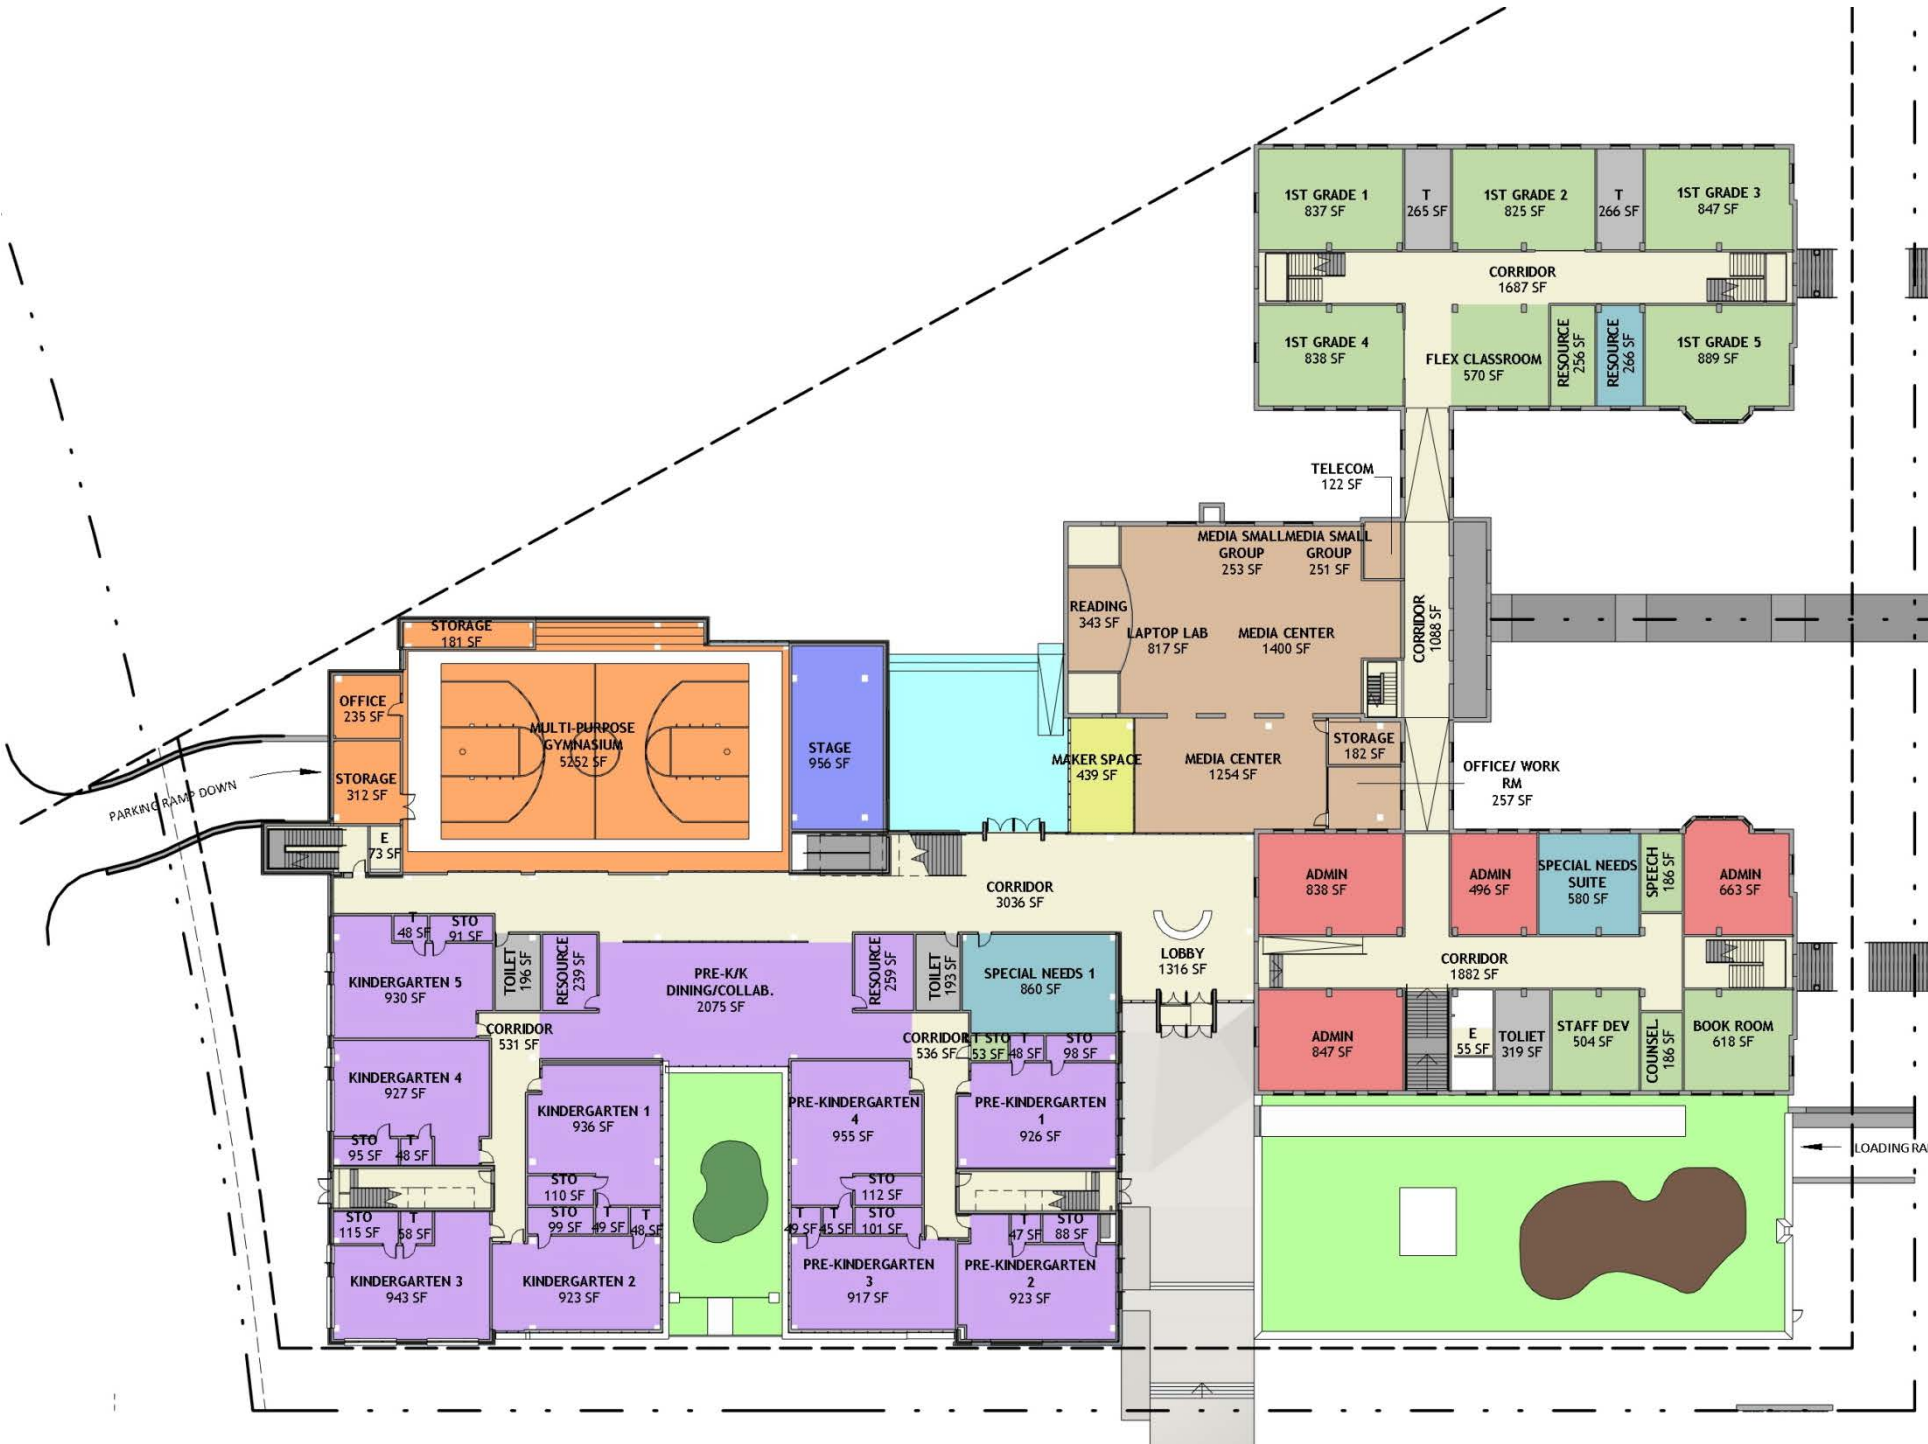 1ST GRADE 1
837 SF
T
265 SF
1ST GRADE 2
825 SF
T
266 SF
1ST GRADE 3
847 SF
CORRIDOR
1687 SF
1ST GRADE 4
838 SF
FLEX CLASSROOM
570 SF
RESOURCE
256 SF
RESOURCE
266 SF
1ST GRADE 5
889 SF
TELECOM
122 SF
MEDIA SMALL
GROUP
253 SF
MEDIA SMALL
GROUP
251 SF
READING
343 SF
LAPTOP LAB
817 SF
MEDIA CENTER
1400 SF
CORRIDOR
1088 SF
STORAGE
181 SF
OFFICE
235 SF
MULTI-PURPOSE
GYMNASIUM
5252 SF
STORAGE
312 SF
STAGE
956 SF
MAKER SPACE
439 SF
MEDIA CENTER
1254 SF
STORAGE
182 SF
OFFICE/ WORK
RM
257 SF
PARKING RAMP DOWN
E
73 SF
CORRIDOR
3036 SF
ADMIN
838 SF
ADMIN
496 SF
SPECIAL NEEDS
SUITE
580 SF
SPEECH
186 SF
ADMIN
663 SF
T
48 SF
STO
91 SF
KINDERGARTEN 5
930 SF
TOILET
196 SF
RESOURCE
239 SF
PRE-K/K
DINING/COLLAB.
2075 SF
RESOURCE
259 SF
TOILET
193 SF
SPECIAL NEEDS 1
860 SF
LOBBY
1316 SF
CORRIDOR
1882 SF
CORRIDOR
531 SF
CORRIDOR
536 SF
T STO
53 SF
T
48 SF
STO
98 SF
ADMIN
847 SF
E
55 SF
TOLIET
319 SF
STAFF DEV
504 SF
COUNSEL.
186 SF
BOOK ROOM
618 SF
KINDERGARTEN 4
927 SF
KINDERGARTEN 1
936 SF
PRE-KINDERGARTEN
4
955 SF
PRE-KINDERGARTEN
1
926 SF
STO
95 SF
T
48 SF
LOADING RA
STO
110 SF
STO
112 SF
STO
115 SF
T
58 SF
STO
99 SF
T
49 SF
T
48 SF
T
49 SF
T
45 SF
STO
101 SF
T
47 SF
STO
88 SF
KINDERGARTEN 3
943 SF
KINDERGARTEN 2
923 SF
PRE-KINDERGARTEN
3
917 SF
PRE-KINDERGARTEN
2
923 SF